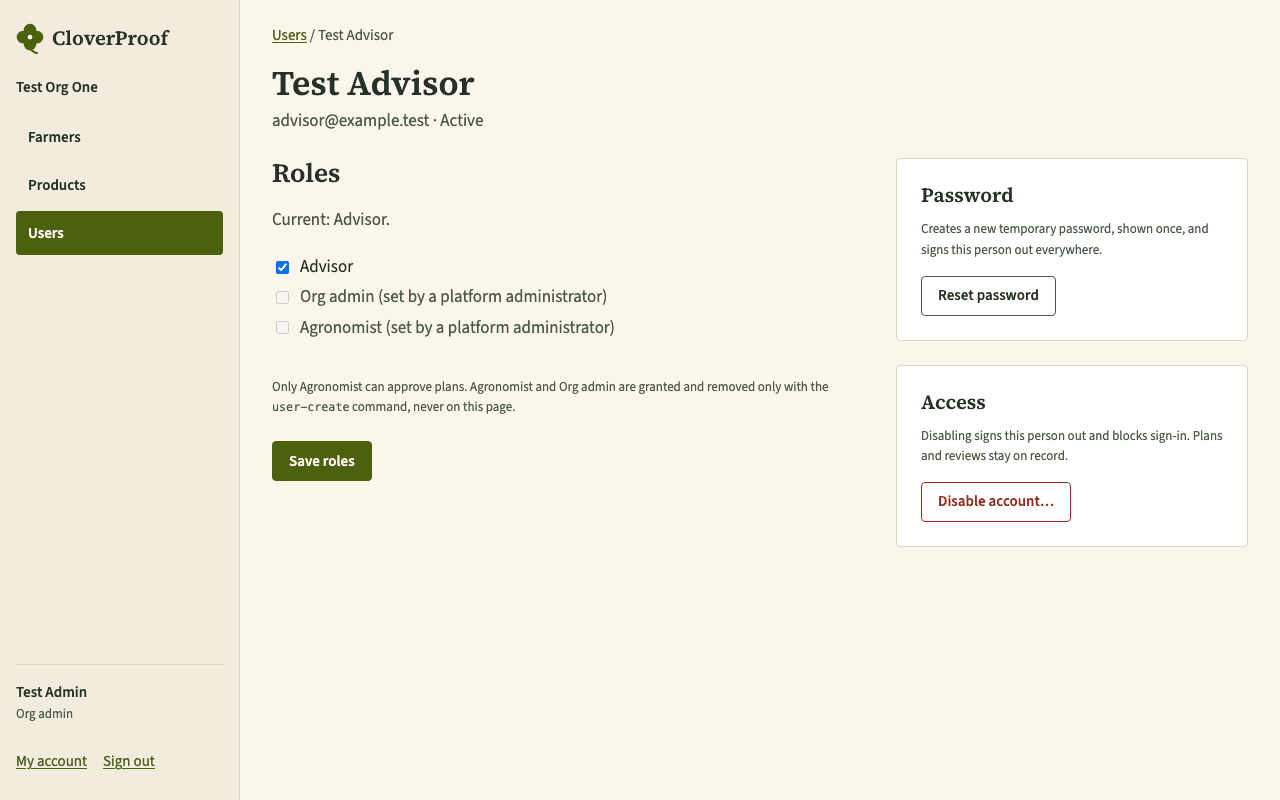 CloverProof
Test Org One
Farmers
Products
Users
Test Admin
Org admin
My account Sign out
Users / Test Advisor
Test Advisor
advisor@example.test · Active
Roles
Current: Advisor.
Advisor
Org admin (set by a platform administrator)
Agronomist (set by a platform administrator)
Only Agronomist can approve plans. Agronomist and Org admin are granted and removed only with the
user-create command, never on this page.
Save roles
Password
Creates a new temporary password, shown once, and
signs this person out everywhere.
Reset password
Access
Disabling signs this person out and blocks sign-in. Plans
and reviews stay on record.
Disable account…